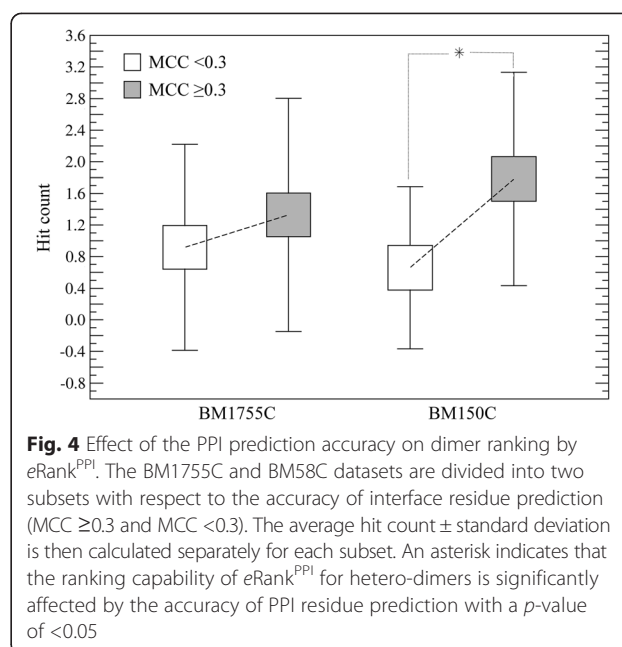 3.6
3.2
2.8
2.4
2.0
1.6
1.2
0.8
0.4
0.0
-0.4
-0.8
Hit count
MCC <0.3
MCC ≥0.3
*
BM1755C
BM150C
Fig. 4 Effect of the PPI prediction accuracy on dimer ranking by
eRankPPI. The BM1755C and BM58C datasets are divided into two
subsets with respect to the accuracy of interface residue prediction
(MCC ≥0.3 and MCC <0.3). The average hit count ± standard deviation
is then calculated separately for each subset. An asterisk indicates that
the ranking capability of eRankPPI for hetero-dimers is significantly
affected by the accuracy of PPI residue prediction with a p-value
of <0.05